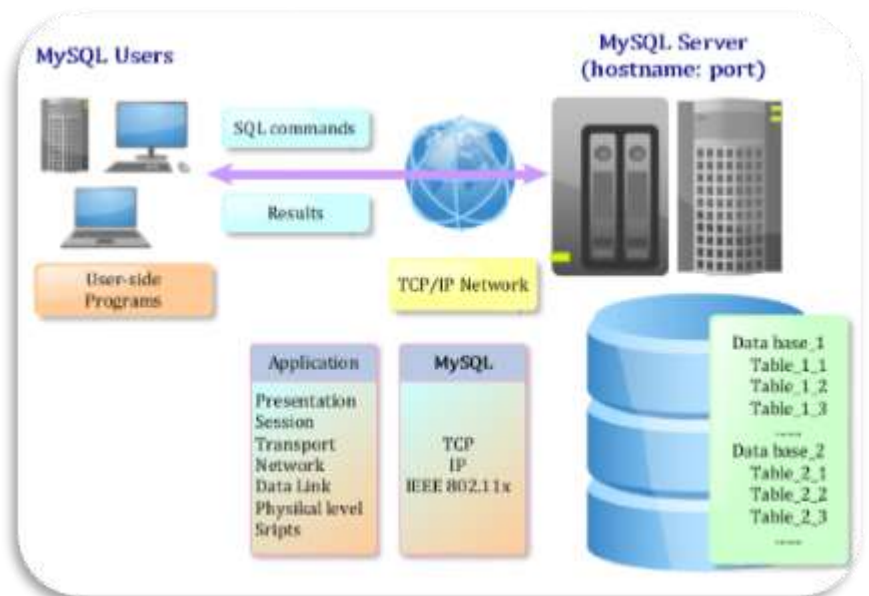 MySQL Users
MySQL Server
(hostname: port)
SQL commands
Results
User-side
Programs
TCP/IP Network
Application
Presentation
Session
Transport
Network
Data Link
Physikal level
Sripts
MySQL
TCP
IP
IEEE 802.11x
Data base_1
Table_1_1
Table_1_2
Table_1_3
......
Data base_2
Table_2_1
Table_2_2
Table_2_3
......